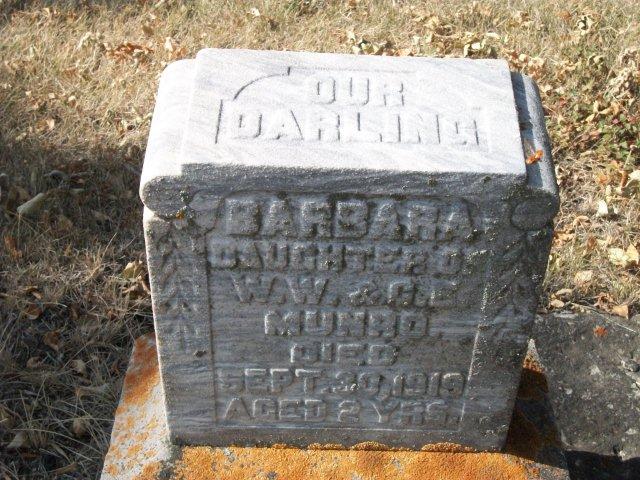 OUR
DARLING
BARBARA
DAUGHTER OF
W.W. &
MUNRO
DIED
SEPT. 30, 1919
AGED 2 YRS.